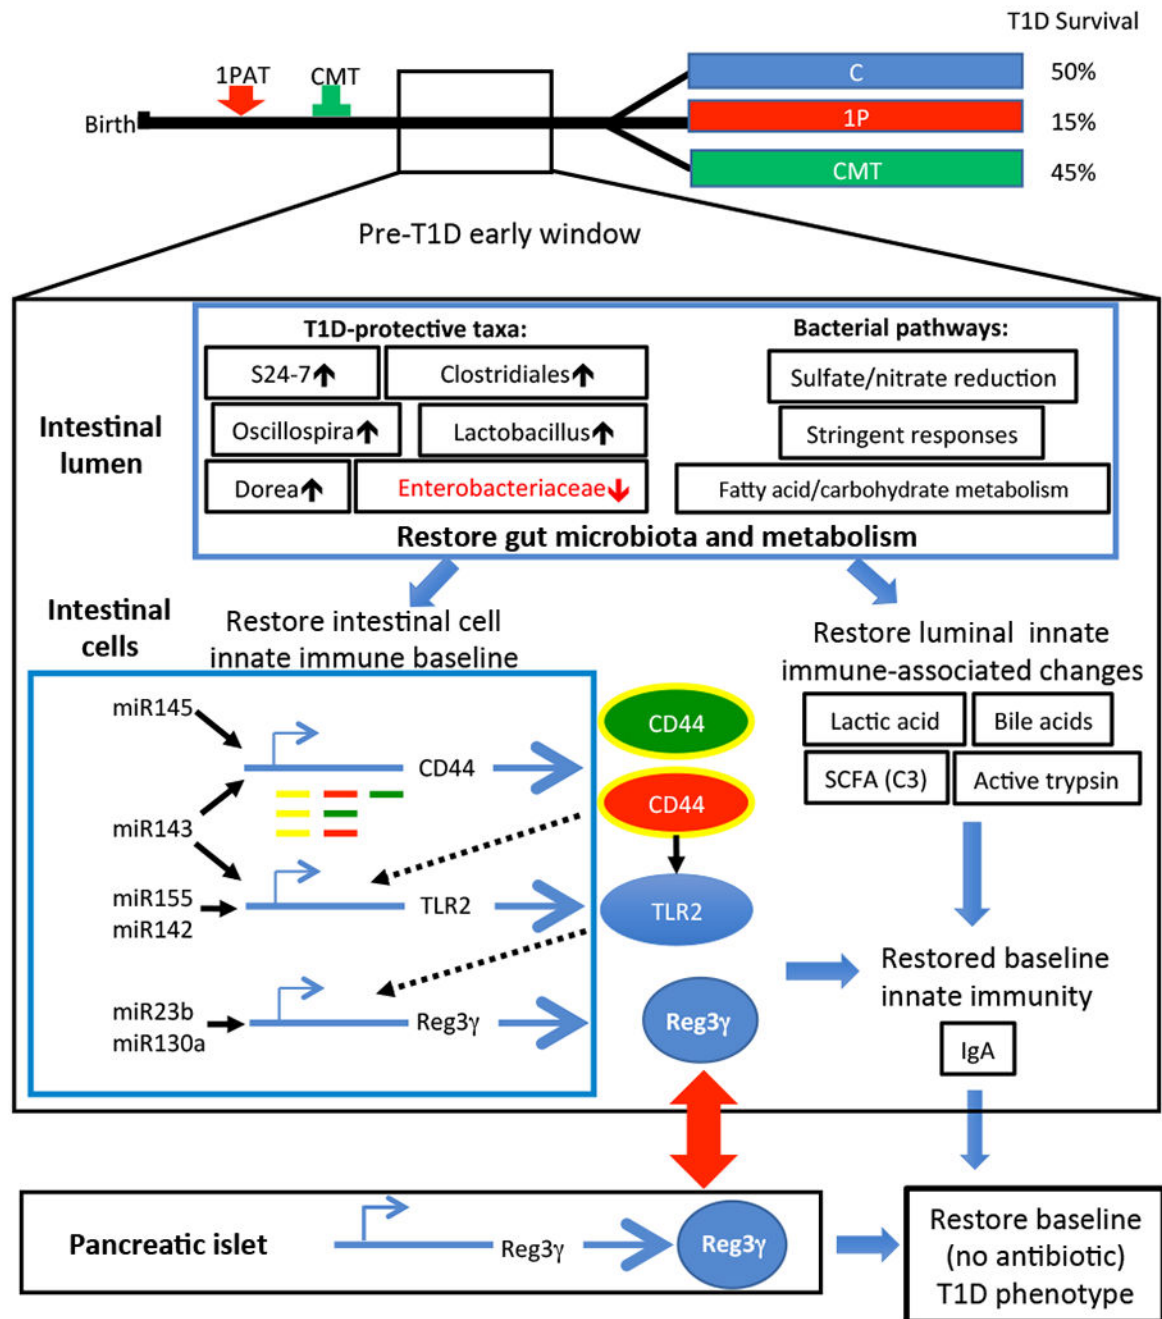 T1D Survival
1PAT
CMT
Birth
C
50%
1P
15%
CMT
45%
Pre-T1D early window
T1D-protective taxa:
S24-7
Clostridiales
Oscillospira
Lactobacillus
Dorea
Enterobacteriaceae
Bacterial pathways:
Sulfate/nitrate reduction
Stringent responses
Fatty acid/carbohydrate metabolism
Intestinal
lumen
Restore gut microbiota and metabolism
Intestinal
cells
Restore intestinal cell
innate immune baseline
miR145
CD44
miR143
miR155
miR142
TLR2
miR23b
miR130a
Reg3γ
CD44
CD44
TLR2
Reg3γ
Restore luminal innate
immune-associated changes
Lactic acid
Bile acids
SCFA (C3)
Active trypsin
Restored baseline
innate immunity
IgA
Pancreatic islet
Reg3γ
Reg3γ
Restore baseline
(no antibiotic)
T1D phenotype